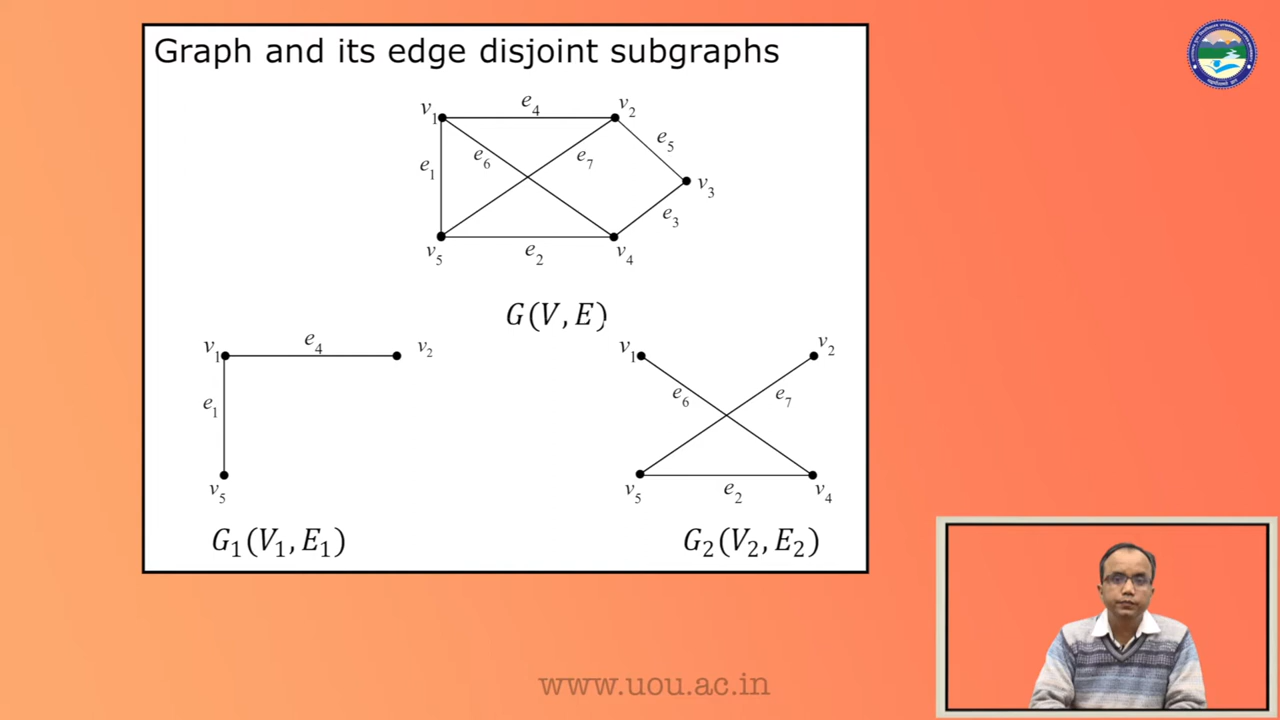 Graph and its edge disjoint subgraphs
v₁ e₄ v₂
e₁ e₆ e₇ e₅
v₃
e₃
v₅ e₂ v₄
G(V, E)
v₁ e₄ v₂
e₁
v₅
G₁(V₁, E₁)
v₁ v₂
e₆ e₇
v₅ e₂ v₄
G₂(V₂, E₂)
www.uou.ac.in